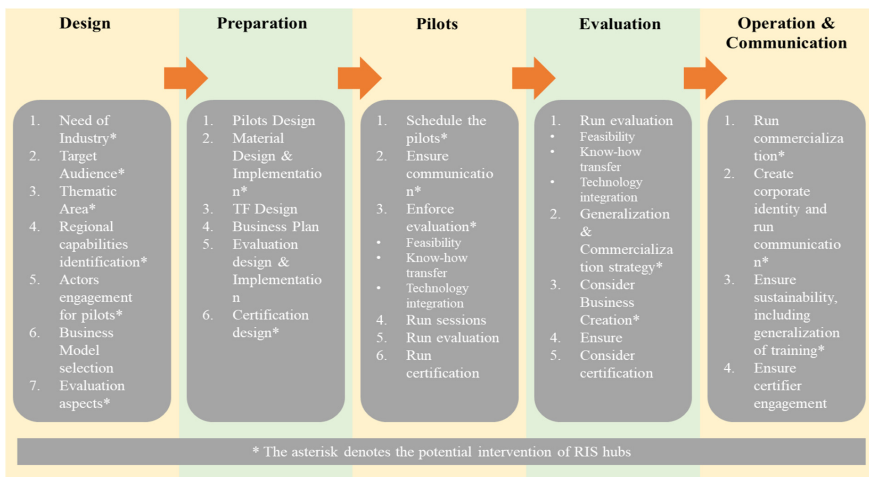 Design
Preparation
Pilots
Evaluation
Operation &
Communication
1. Need of
Industry*
2. Target
Audience*
3. Thematic
Area*
4. Regional
capabilities
identification*
5. Actors
engagement
for pilots*
6. Business
Model
selection
7. Evaluation
aspects*
1. Pilots Design
2. Material
Design &
Implementatio
n*
3. TF Design
4. Business Plan
5. Evaluation
design &
Implementatio
n
6. Certification
design*
1. Schedule the
pilots*
2. Ensure
communicatio
n*
3. Enforce
evaluation*
• Feasibility
• Know-how
transfer
• Technology
integration
4. Run sessions
5. Run evaluation
6. Run
certification
1. Run evaluation
• Feasibility
• Know-how
transfer
• Technology
integration
2. Generalization
&
Commercializa
tion strategy*
3. Consider
Business
Creation*
4. Ensure
5. Consider
certification
1. Run
commercializa
tion*
2. Create
corporate
identity and
run
communicatio
n*
3. Ensure
sustainability,
including
generalization
of training*
4. Ensure
certifier
engagement
* The asterisk denotes the potential intervention of RIS hubs